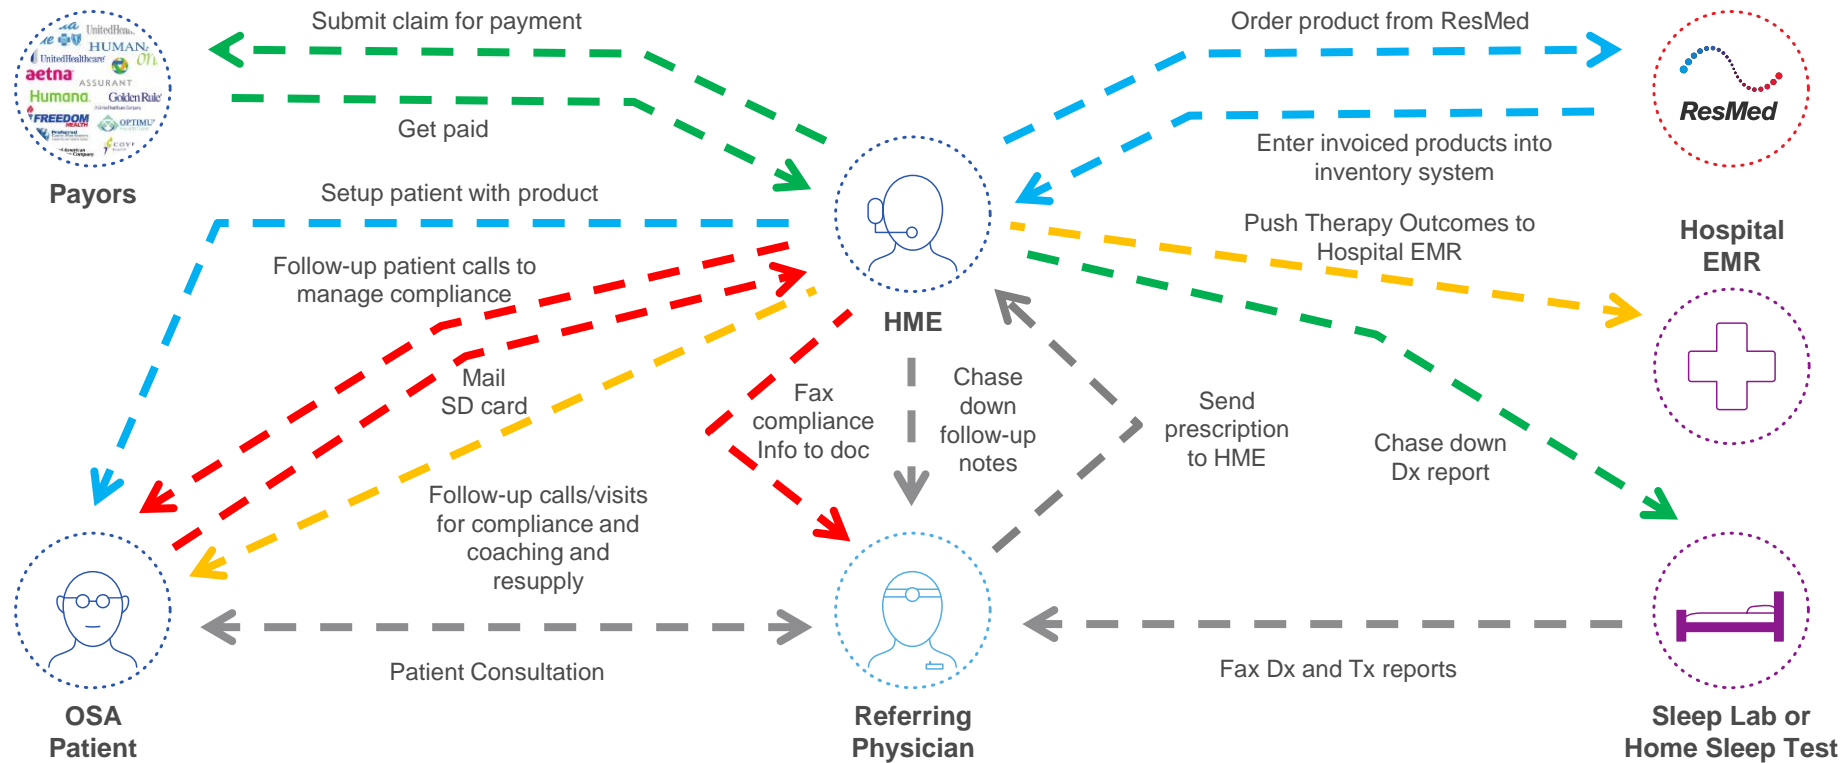 Submit claim for payment
Order product from ResMed
UnitedHealthcare
HUMAN
aetna
ASSURANT
Humana
Golden Rule
FREEDOM
HEALTH
OPTIMU
Preferred
ResMed
Get paid
Enter invoiced products into
inventory system
Payors
Setup patient with product
Push Therapy Outcomes to
Hospital EMR
Hospital
EMR
Follow-up patient calls to
manage compliance
HME
Mail
SD card
Fax
compliance
Info to doc
Chase
down
follow-up
notes
Send
prescription
to HME
Chase down
Dx report
Follow-up calls/visits
for compliance and
coaching and
resupply
Patient Consultation
Fax Dx and Tx reports
OSA
Patient
Referring
Physician
Sleep Lab or
Home Sleep Test